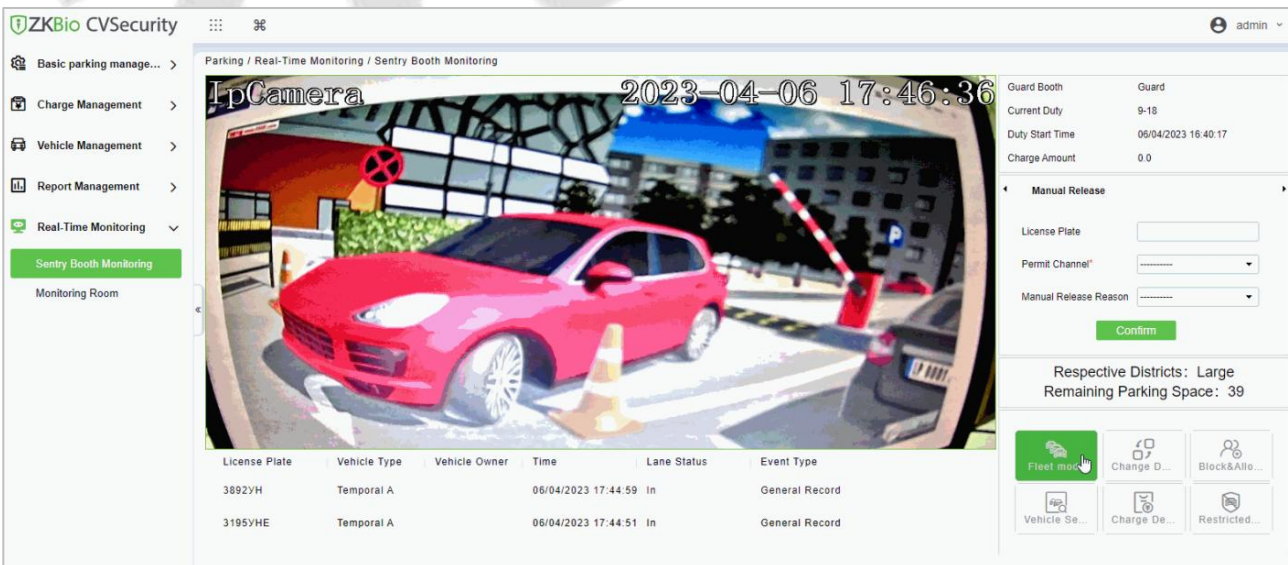 ZKBio CVSecurity
admin
Basic parking manage...
Charge Management
Vehicle Management
Report Management
Real-Time Monitoring
Sentry Booth Monitoring
Monitoring Room
Parking / Real-Time Monitoring / Sentry Booth Monitoring
IpCamera 2023-04-06 17:46:36
P
License Plate Vehicle Type Vehicle Owner Time Lane Status Event Type
3892УН Temporal A 06/04/2023 17:44:59 In General Record
3195УНЕ Temporal A 06/04/2023 17:44:51 In General Record
Guard Booth Guard
Current Duty 9-18
Duty Start Time 06/04/2023 16:40:17
Charge Amount 0.0
Manual Release
License Plate
Permit Channel* ----------
Manual Release Reason ----------
Confirm
Respective Districts: Large
Remaining Parking Space: 39
Fleet mod
Change D...
Block&Allo...
Vehicle Se...
Charge De...
Restricted...